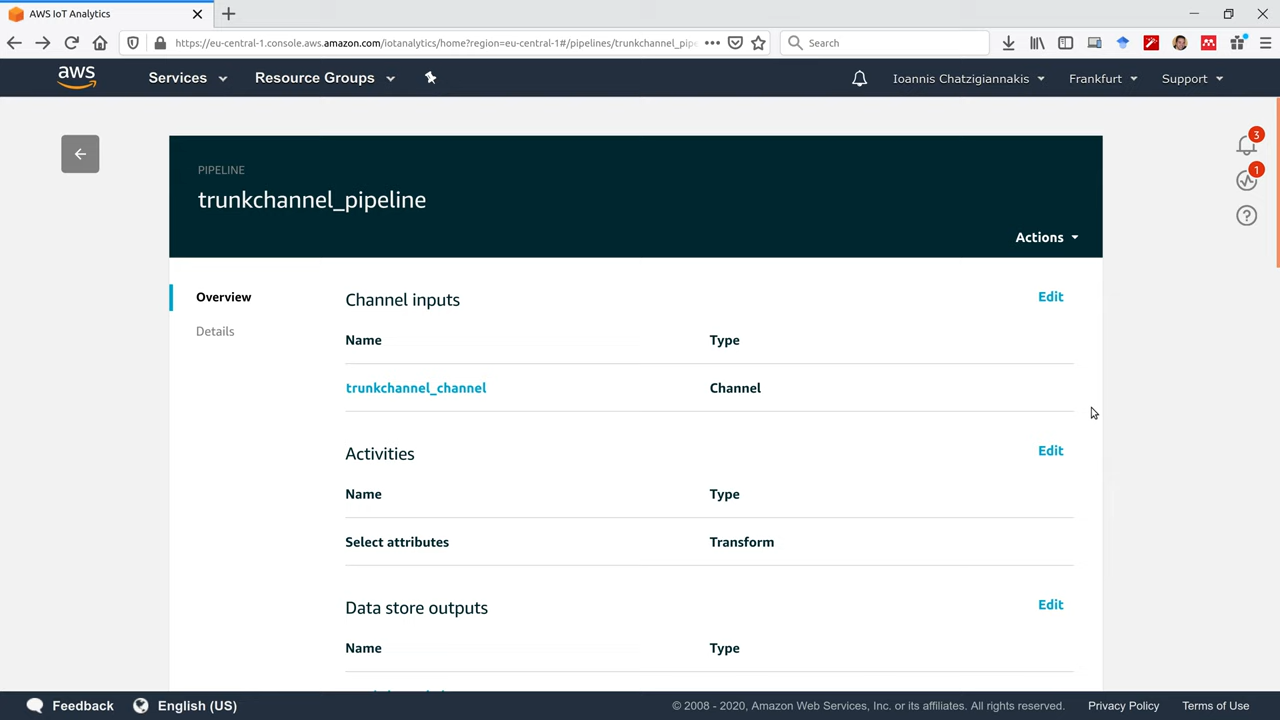 AWS IoT Analytics
https://eu-central-1.console.aws.amazon.com/iotanalytics/home?region=eu-central-1#/pipelines/trunkchannel_pip
Search
aws
Services
Resource Groups
Ioannis Chatzigiannakis
Frankfurt
Support
3
1
PIPELINE
trunkchannel_pipeline
Actions
Overview
Details
Channel inputs
Edit
Name
Type
trunkchannel_channel
Channel
Activities
Edit
Name
Type
Select attributes
Transform
Data store outputs
Edit
Name
Type
Feedback
English (US)
© 2008 - 2020, Amazon Web Services, Inc. or its affiliates. All rights reserved.
Privacy Policy
Terms of Use